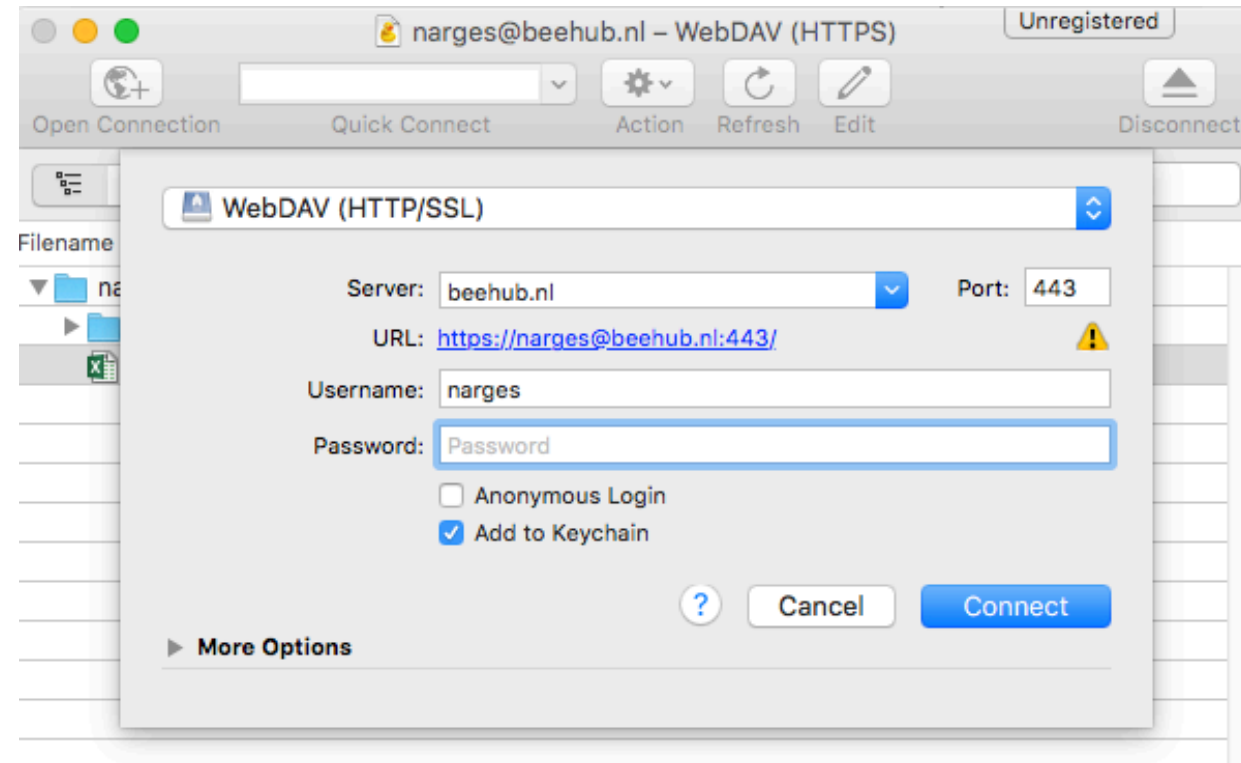 narges@beehub.nl – WebDAV (HTTPS)
Unregistered
Open Connection
Quick Connect
Action
Refresh
Edit
Disconnect
WebDAV (HTTP/SSL)
Filename
na
Server: beehub.nl
Port: 443
URL: https://narges@beehub.nl:443/
Username: narges
Password: Password
Anonymous Login
Add to Keychain
? Cancel Connect
More Options